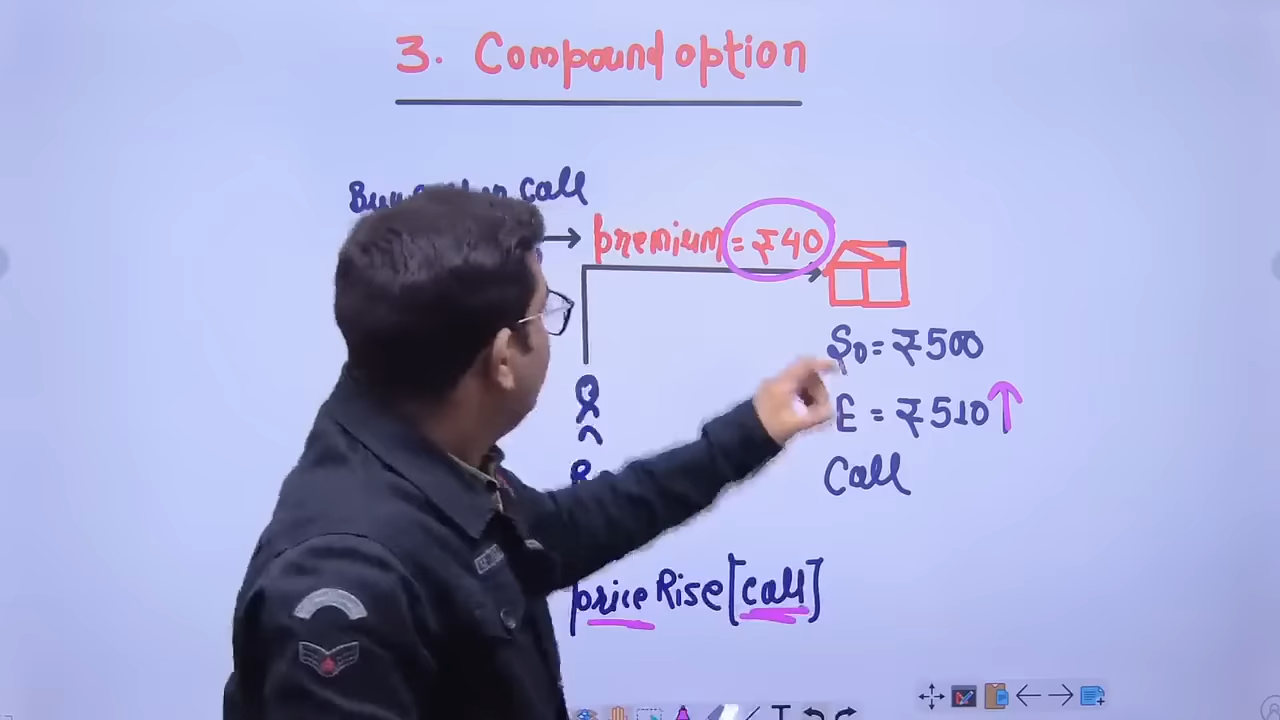 3. Compound option
call
premium = ₹40
S0 = ₹500
E = ₹510 ↑
Call
price Rise [call]